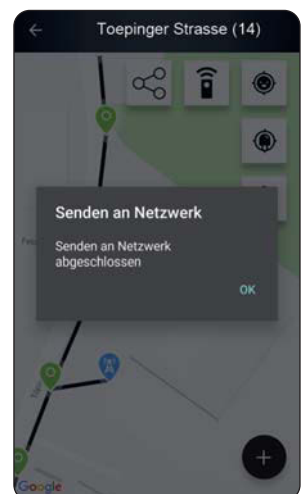 Toepinger Strasse (14)
Senden an Netzwerk
Senden an Netzwerk
abgeschlossen
OK
Google